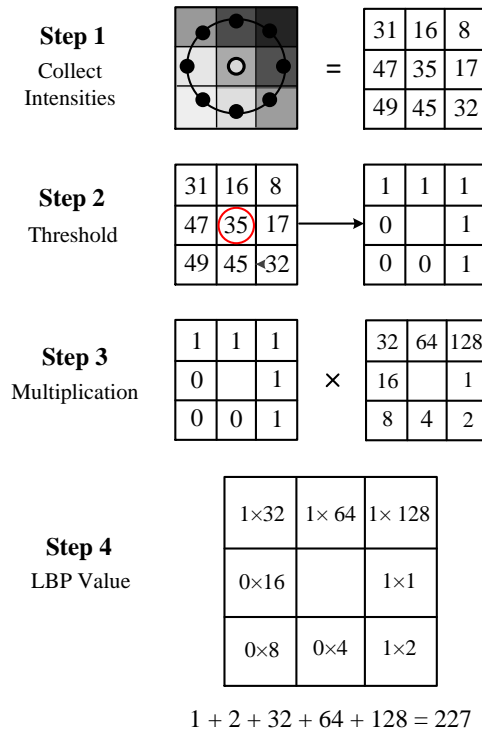 Step 1
Collect
Intensities
=
31 16 8
47 35 17
49 45 32
Step 2
Threshold
31 16 8
47 35 17
49 45 32
1 1 1
0 1
0 0 1
Step 3
Multiplication
1 1 1
0 1
0 0 1
×
32 64 128
16 1
8 4 2
Step 4
LBP Value
1×32 1× 64 1× 128
0×16 1×1
0×8 0×4 1×2
1 + 2 + 32 + 64 + 128 = 227